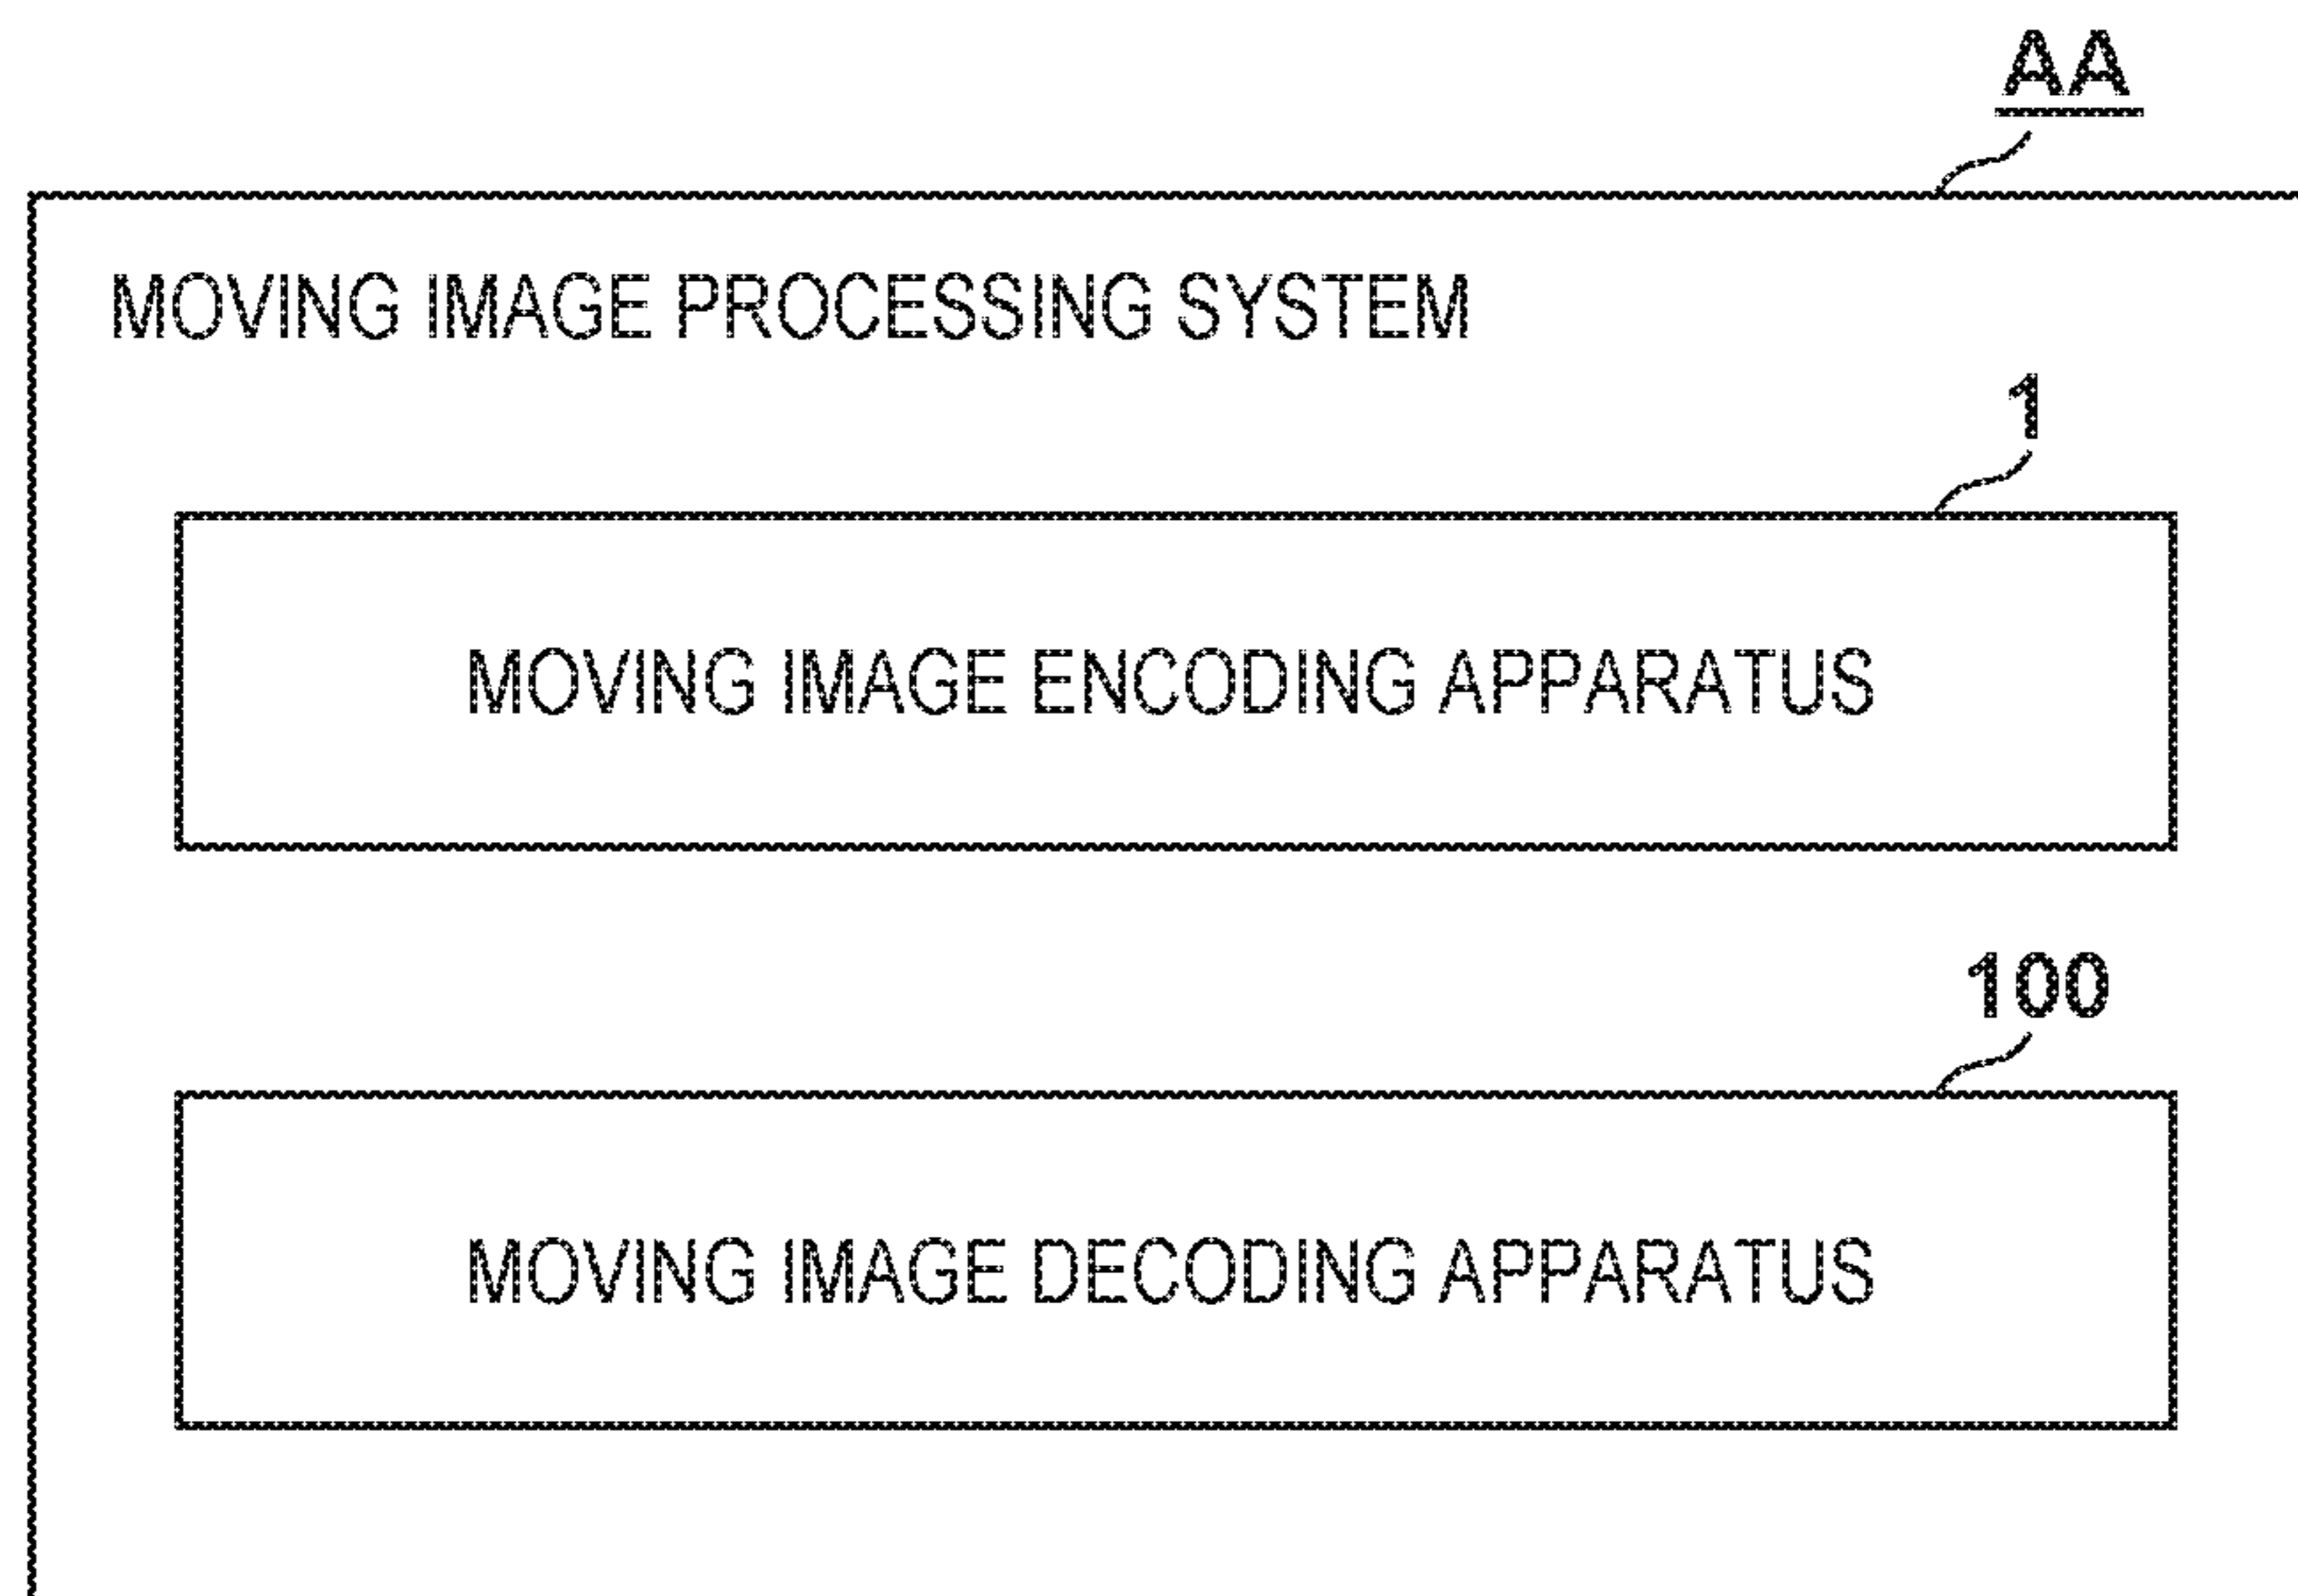 AA
MOVING IMAGE PROCESSING SYSTEM
1
MOVING IMAGE ENCODING APPARATUS
100
MOVING IMAGE DECODING APPARATUS